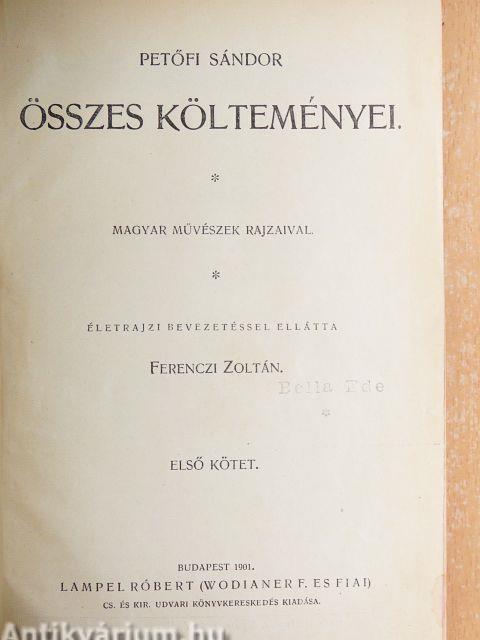 PETŐFI SÁNDOR
ÖSSZES KÖLTEMÉNYEI.
*
MAGYAR MŰVÉSZEK RAJZAIVAL.
*
ÉLETRAJZI BEVEZETÉSSEL ELLÁTTA
FERENCZI ZOLTÁN.
Bella Ede
*
ELSŐ KÖTET.
BUDAPEST 1901.
LAMPEL RÓBERT (WODIANER F. ES FIAI)
CS. ÉS KIR. UDVARI KÖNYVKERESKEDÉS KIADÁSA.
Antikvárium.hu